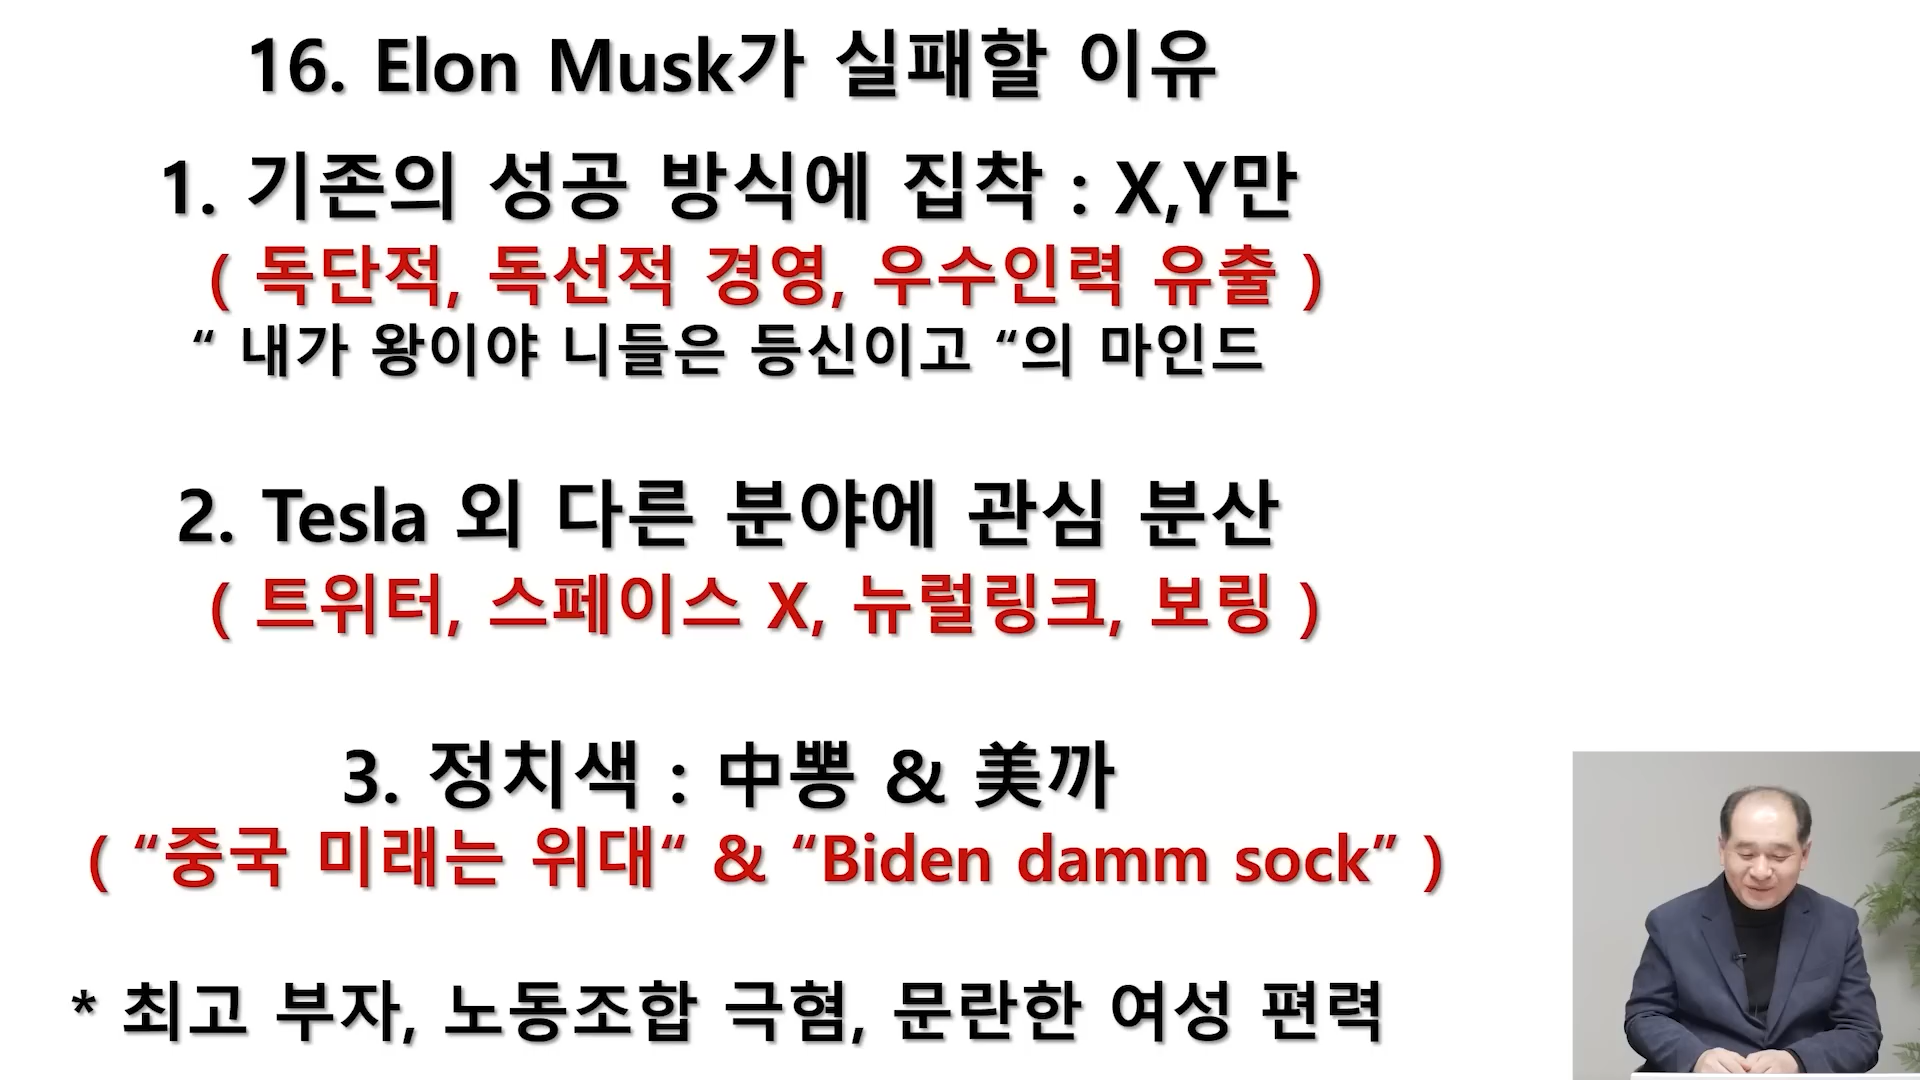 16. Elon Musk가 실패할 이유
1. 기존의 성공 방식에 집착 : X,Y만
( 독단적, 독선적 경영, 우수인력 유출 )
“ 내가 왕이야 니들은 등신이고 “의 마인드
2. Tesla 외 다른 분야에 관심 분산
( 트위터, 스페이스 X, 뉴럴링크, 보링 )
3. 정치색 : 中뽕 & 美까
( “중국 미래는 위대“ & “Biden damm sock” )
* 최고 부자, 노동조합 극혐, 문란한 여성 편력